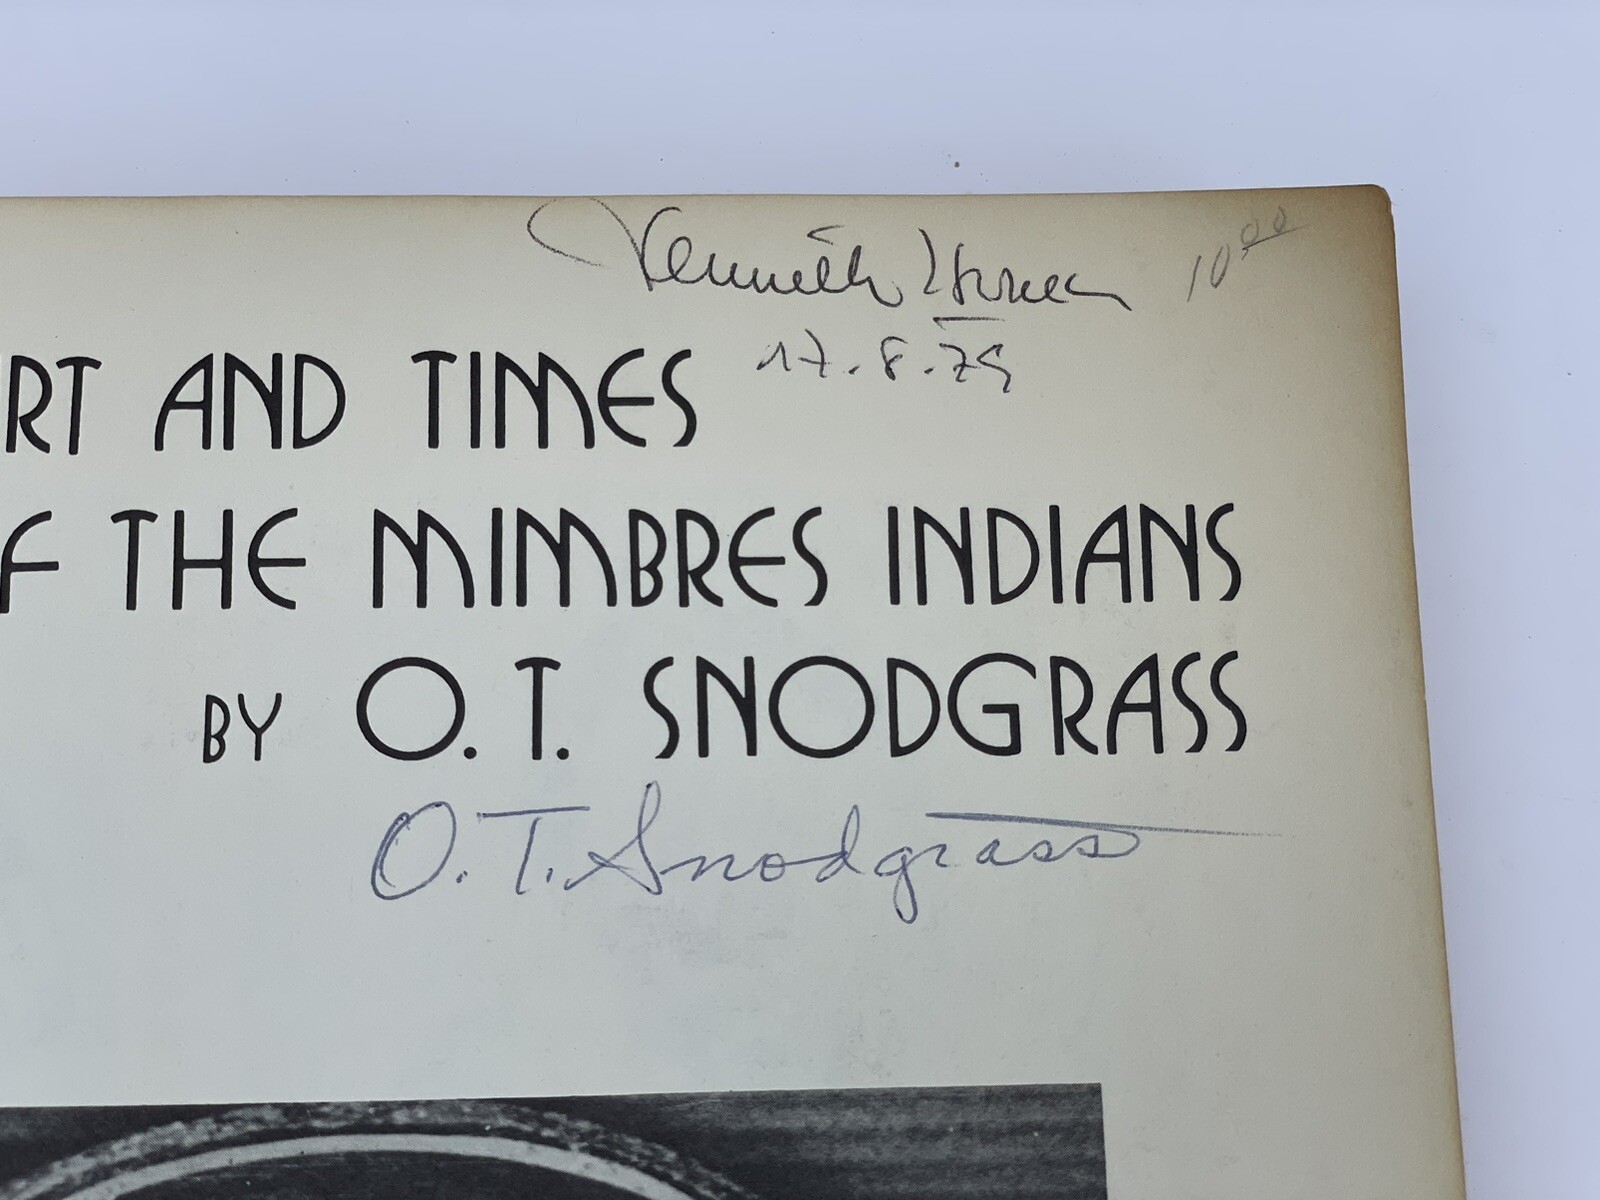 Kenneth
10.00
17.8.79
RT AND TIMES
F THE MIMBRES INDIANS
BY O. T. SNODGRASS
O. T. Snodgrass